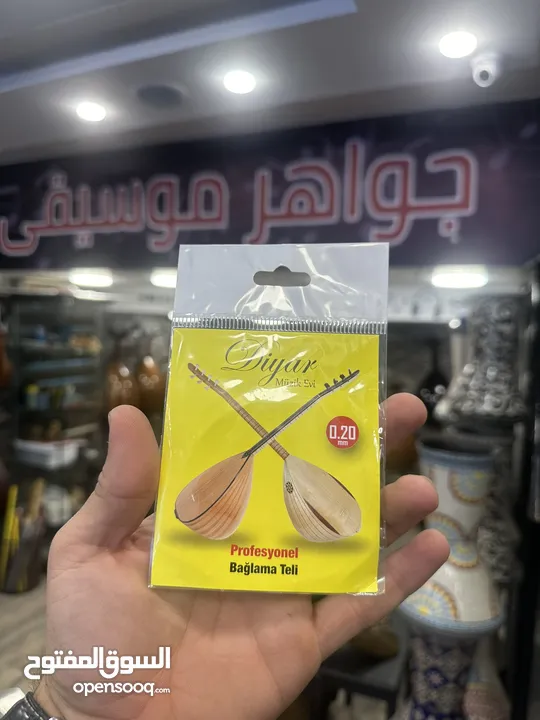 جواهر موسيقى
Diyar
Müzik Evi
0.20
mm
Profesyonel
Bağlama Teli
السوق المفتوح
opensooq.com